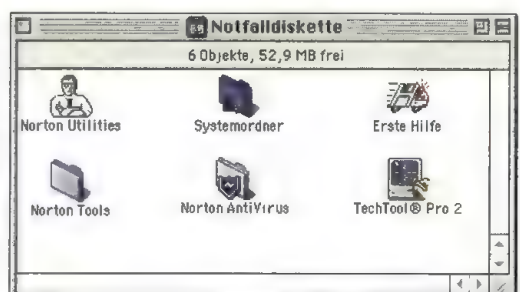 Notfalldiskette
6 Objekte, 52,9 MB frei
Norton Utilities
Systemordner
Erste Hilfe
Norton Tools
Norton AntiVirus
TechTool® Pro 2